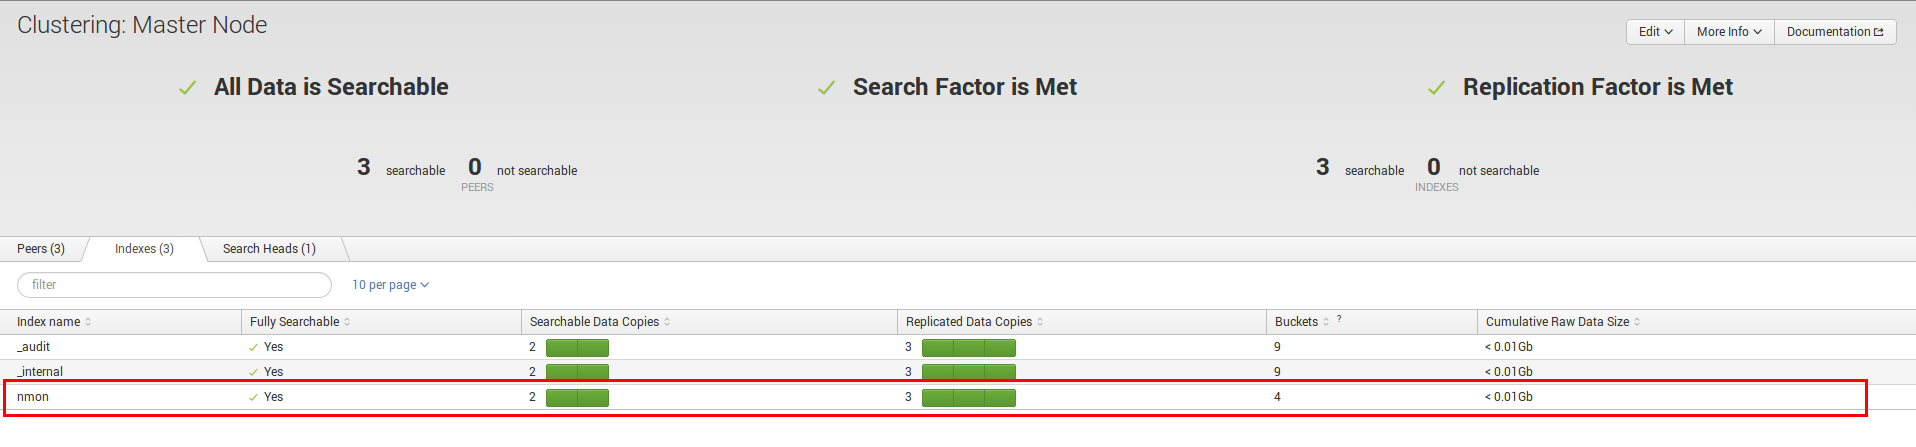 Clustering: Master Node
Edit More Info Documentation
All Data is Searchable Search Factor is Met Replication Factor is Met
3 searchable 0 not searchable 3 searchable 0 not searchable
PEERS INDEXES
Peers (3) Indexes (3) Search Heads (1)
filter 10 per page
Index name Fully Searchable Searchable Data Copies Replicated Data Copies Buckets ? Cumulative Raw Data Size
_audit Yes 2 3 9 < 0.01Gb
_internal Yes 2 3 9 < 0.01Gb
nmon Yes 2 3 4 < 0.01Gb